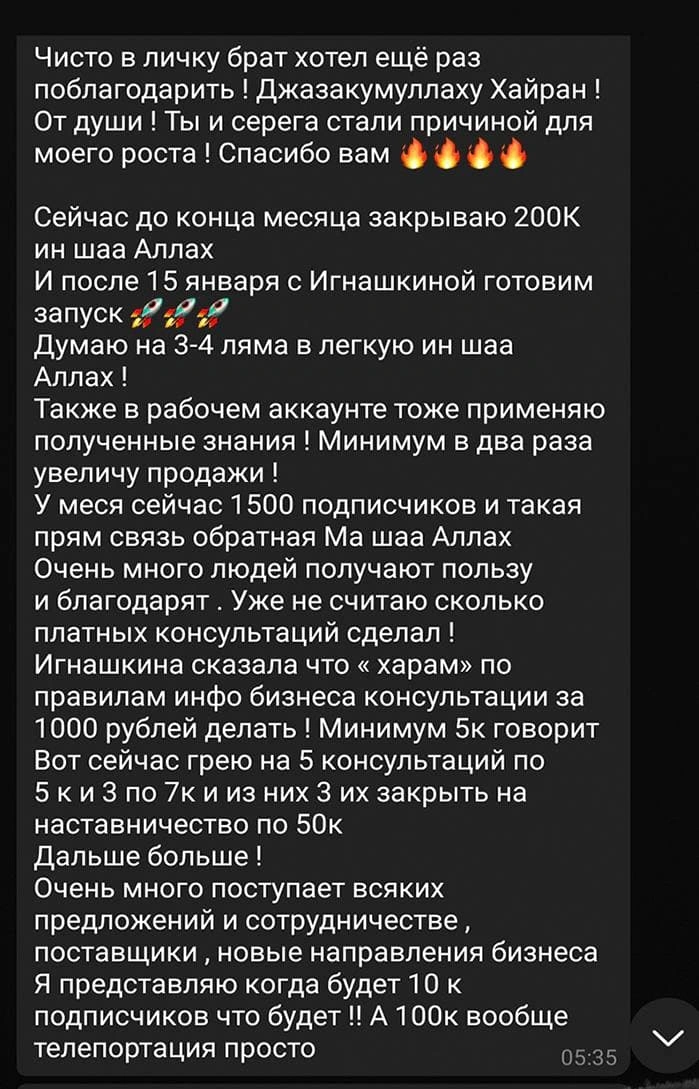 Чисто в личку брат хотел ещё раз
поблагодарить ! Джазакумуллаху Хайран !
От души ! Ты и серега стали причиной для
моего роста ! Спасибо вам 🔥🔥🔥🔥
Сейчас до конца месяца закрываю 200К
ин шаа Аллах
И после 15 января с Игнашкиной готовим
запуск 🚀🚀🚀
Думаю на 3-4 ляма в легкую ин шаа
Аллах !
Также в рабочем аккаунте тоже применяю
полученные знания ! Минимум в два раза
увеличу продажи !
У меся сейчас 1500 подписчиков и такая
прям связь обратная Ма шаа Аллах
Очень много людей получают пользу
и благодарят . Уже не считаю сколько
платных консультаций сделал !
Игнашкина сказала что « харам» по
правилам инфо бизнеса консультации за
1000 рублей делать ! Минимум 5к говорит
Вот сейчас грею на 5 консультаций по
5 к и 3 по 7к и из них 3 их закрыть на
наставничество по 50к
Дальше больше !
Очень много поступает всяких
предложений и сотрудничестве ,
поставщики , новые направления бизнеса
Я представляю когда будет 10 к
подписчиков что будет !! А 100к вообще
телепортация просто
05:35